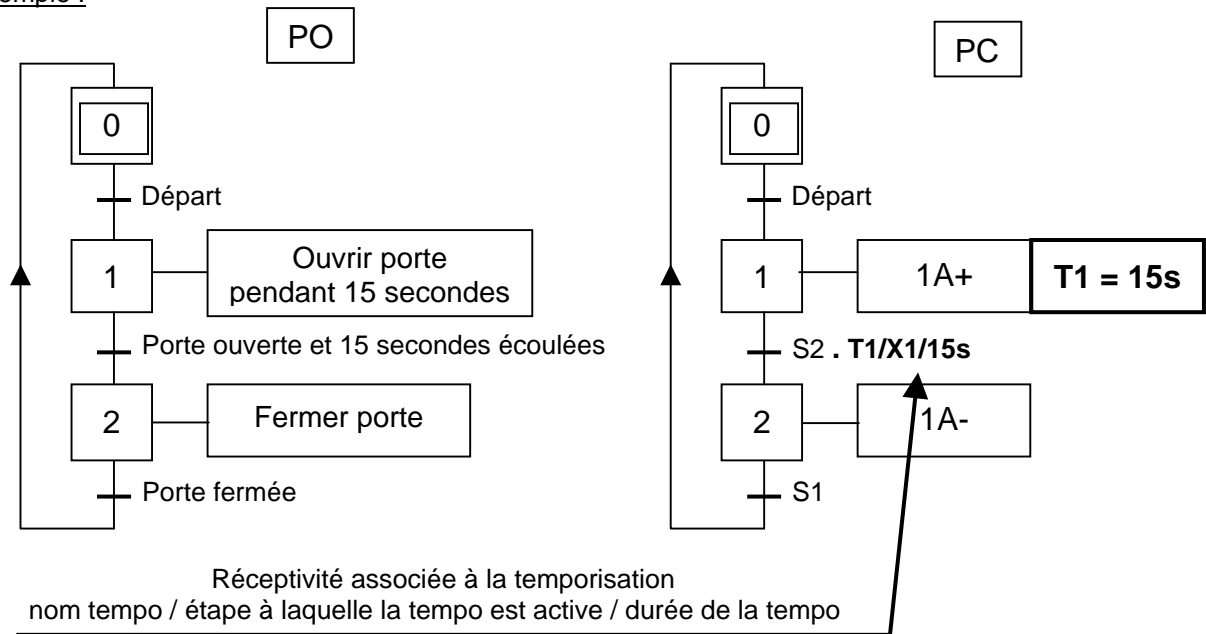 PO
0
Départ
1
Ouvrir porte
pendant 15 secondes
Porte ouverte et 15 secondes écoulées
2
Fermer porte
Porte fermée
PC
0
Départ
1
1A+
T1 = 15s
S2 . T1/X1/15s
2
1A-
S1
Réceptivité associée à la temporisation
nom tempo / étape à laquelle la tempo est active / durée de la tempo